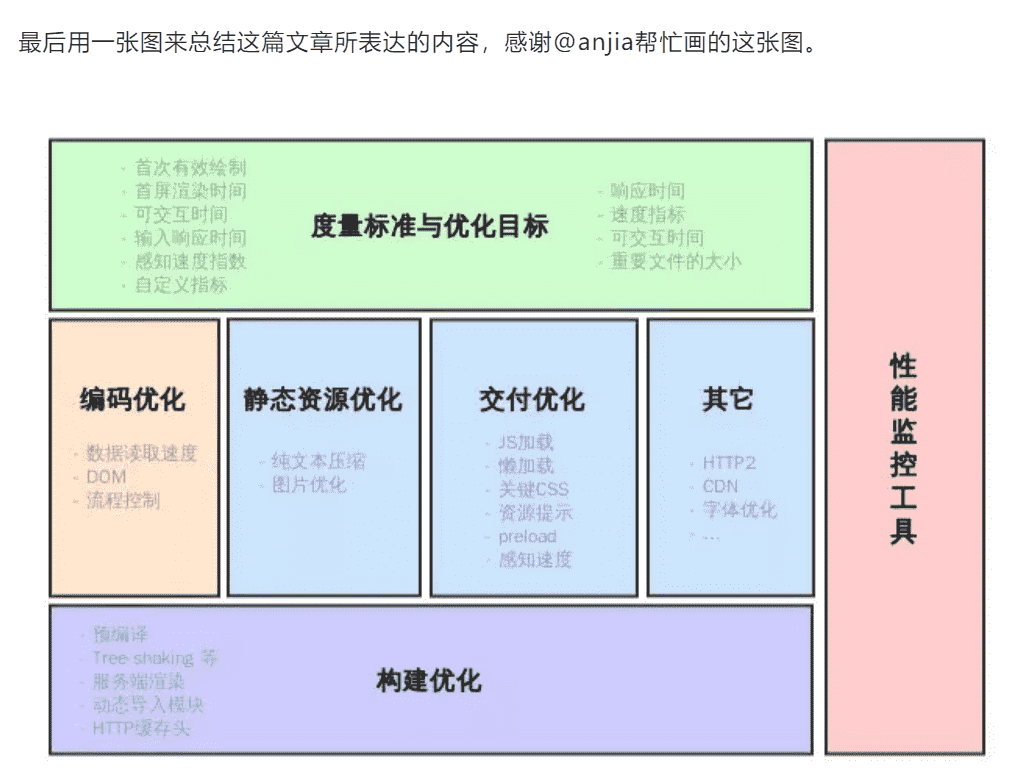 最后用一张图来总结这篇文章所表达的内容，感谢@anjia帮忙画的这张图。
- 首次有效绘制
- 首屏渲染时间
- 可交互时间
- 输入响应时间
- 感知速度指数
- 自定义指标
度量标准与优化目标
- 响应时间
- 速度指标
- 可交互时间
- 重要文件的大小
编码优化
- 数据读取速度
- DOM
- 流程控制
静态资源优化
- 纯文本压缩
- 图片优化
交付优化
- JS加载
- 懒加载
- 关键CSS
- 资源提示
- preload
- 感知速度
其它
- HTTP2
- CDN
- 字体优化
- ...
构建优化
- 预编译
- Tree-shaking 等
- 服务端渲染
- 动态导入模块
- HTTP缓存头
性能监控工具